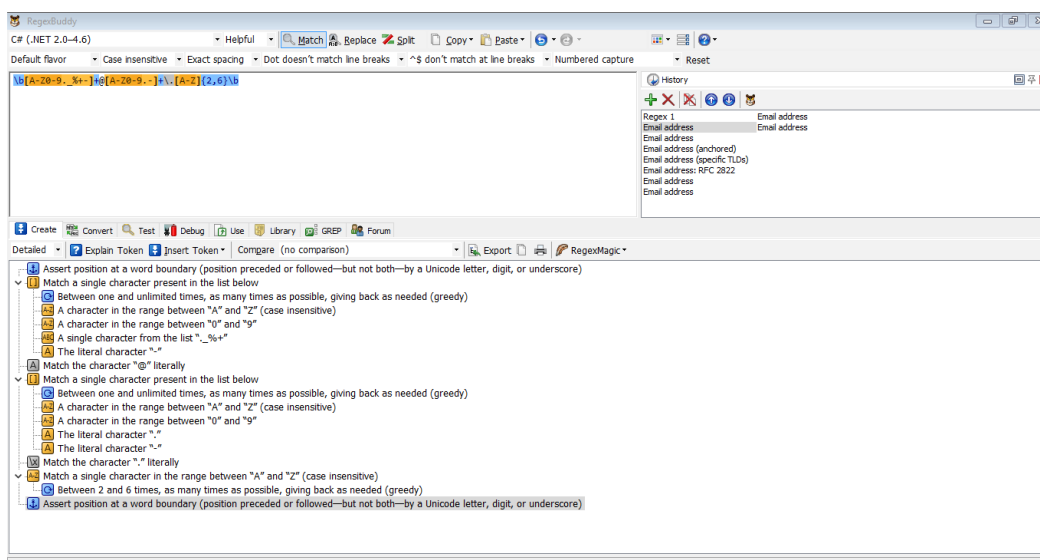 RegexBuddy
C# (.NET 2.0–4.6) Helpful Match Replace Split Copy Paste
Default flavor Case insensitive Exact spacing Dot doesn't match line breaks ^$ don't match at line breaks Numbered capture Reset
\b[A-Z0-9._%+-]+@[A-Z0-9.-]+\.[A-Z]{2,6}\b
History
Regex 1 Email address
Email address Email address
Email address
Email address (anchored)
Email address (specific TLDs)
Email address: RFC 2822
Email address
Email address
Create Convert Test Debug Use Library GREP Forum
Detailed Explain Token Insert Token Compare (no comparison) Export RegexMagic
Assert position at a word boundary (position preceded or followed—but not both—by a Unicode letter, digit, or underscore)
Match a single character present in the list below
Between one and unlimited times, as many times as possible, giving back as needed (greedy)
A character in the range between “A” and “Z” (case insensitive)
A character in the range between “0” and “9”
A single character from the list “._%+”
The literal character “-”
Match the character “@” literally
Match a single character present in the list below
Between one and unlimited times, as many times as possible, giving back as needed (greedy)
A character in the range between “A” and “Z” (case insensitive)
A character in the range between “0” and “9”
The literal character “.”
The literal character “-”
Match the character “.” literally
Match a single character in the range between “A” and “Z” (case insensitive)
Between 2 and 6 times, as many times as possible, giving back as needed (greedy)
Assert position at a word boundary (position preceded or followed—but not both—by a Unicode letter, digit, or underscore)